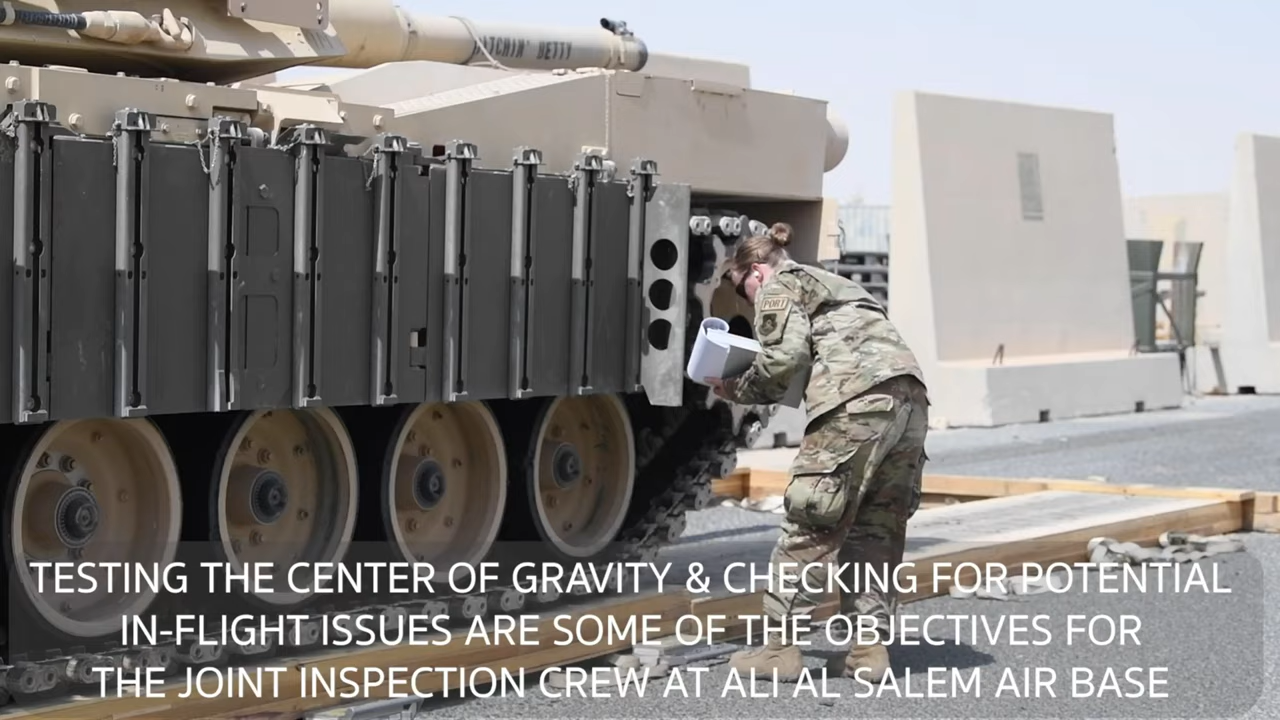 BETTY
PORT
TESTING THE CENTER OF GRAVITY & CHECKING FOR POTENTIAL
IN-FLIGHT ISSUES ARE SOME OF THE OBJECTIVES FOR
THE JOINT INSPECTION CREW AT ALI AL SALEM AIR BASE